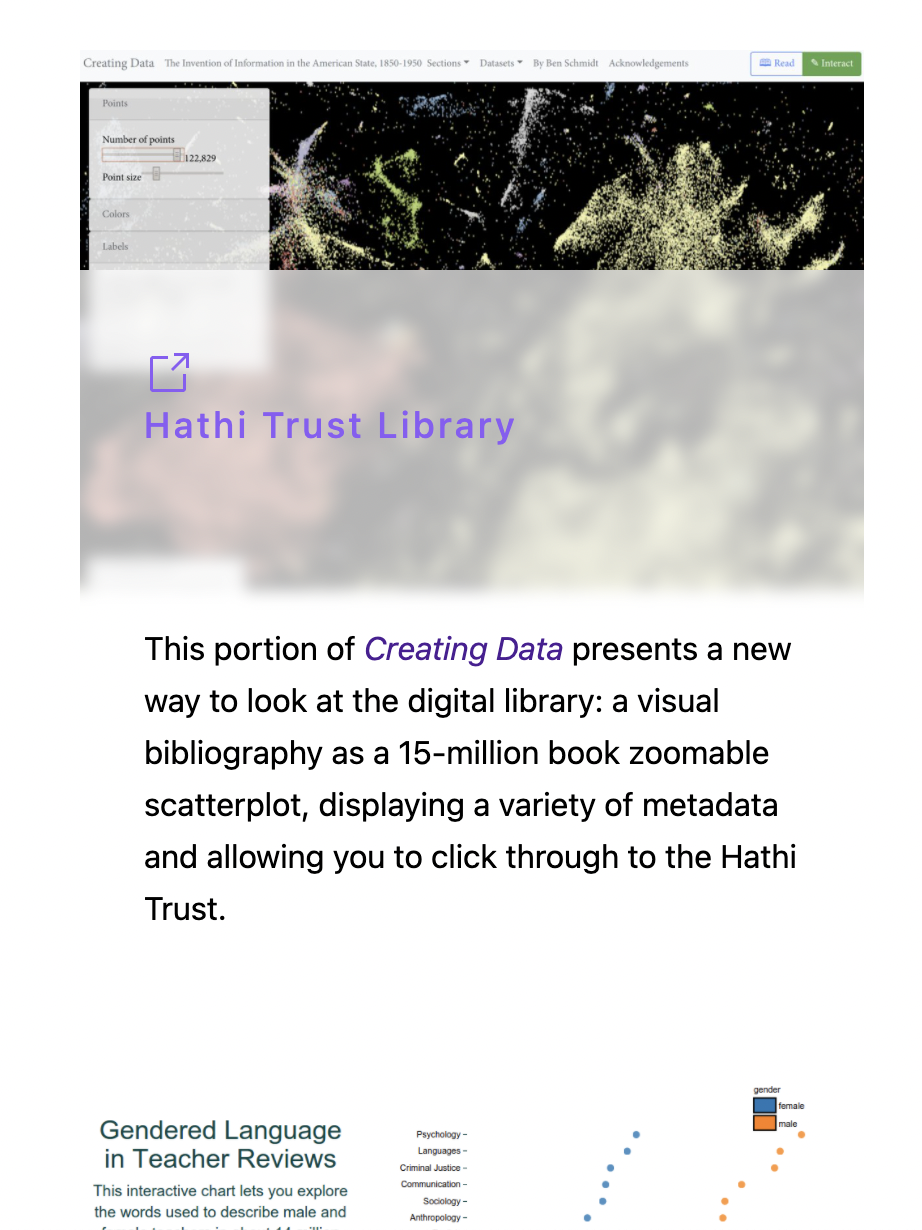 Creating Data The Invention of Information in the American State, 1850-1950 Sections Datasets By Ben Schmidt Acknowledgements Read Interact
Points
Number of points
122,829
Point size
Colors
Labels
Hathi Trust Library
This portion of Creating Data presents a new
way to look at the digital library: a visual
bibliography as a 15-million book zoomable
scatterplot, displaying a variety of metadata
and allowing you to click through to the Hathi
Trust.
Gendered Language
in Teacher Reviews
This interactive chart lets you explore
the words used to describe male and
gender
female
male
Psychology
Languages
Criminal Justice
Communication
Sociology
Anthropology